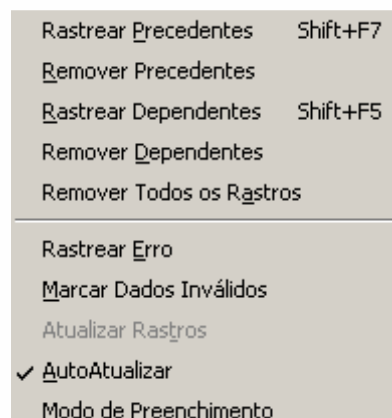 Rastrear Precedentes Shift+F7
Remover Precedentes
Rastrear Dependentes Shift+F5
Remover Dependentes
Remover Todos os Rastros
Rastrear Erro
Marcar Dados Inválidos
Atualizar Rastros
AutoAtualizar
Modo de Preenchimento